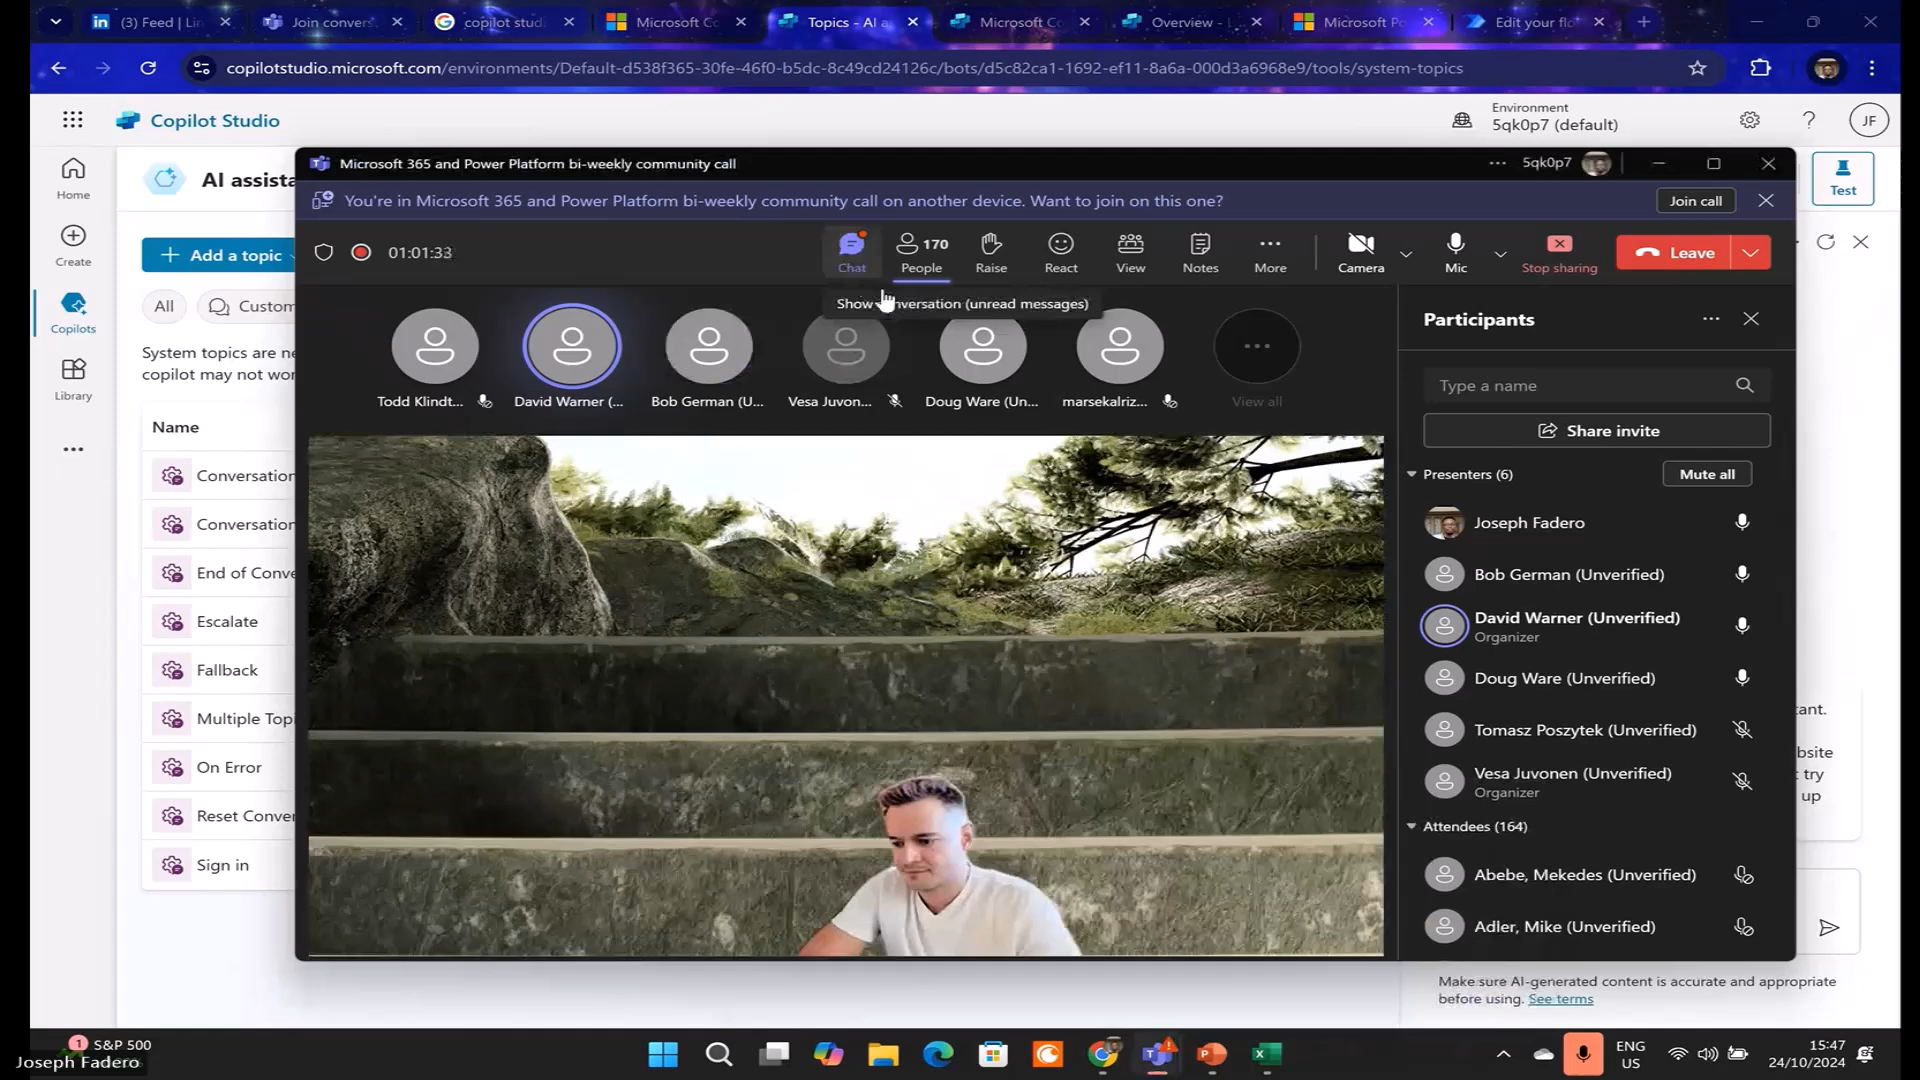 (3) Feed | Lin
Join convers
copilot studi
Microsoft Co
Topics - AI a
Microsoft Co
Overview - L
Microsoft Po
Edit your flo
copilotstudio.microsoft.com/environments/Default-d538f365-30fe-46f0-b5dc-8c49cd24126c/bots/d5c82ca1-1692-ef11-8a6a-000d3a6968e9/tools/system-topics
Copilot Studio
Environment
5qk0p7 (default)
JF
Home
Create
Copilots
Library
AI assista
Test
+ Add a topic
All
Custom
System topics are ne
copilot may not wor
Name
Conversation
Conversation
End of Conve
Escalate
Fallback
Multiple Topi
On Error
Reset Conver
Sign in
Microsoft 365 and Power Platform bi-weekly community call
5qk0p7
You're in Microsoft 365 and Power Platform bi-weekly community call on another device. Want to join on this one?
Join call
01:01:33
Chat
170
People
Raise
React
View
Notes
More
Camera
Mic
Stop sharing
Leave
Show conversation (unread messages)
Todd Klindt...
David Warner (...
Bob German (U...
Vesa Juvon...
Doug Ware (Un...
marsekalriz...
View all
Participants
Type a name
Share invite
Presenters (6)
Mute all
Joseph Fadero
Bob German (Unverified)
David Warner (Unverified)
Organizer
Doug Ware (Unverified)
Tomasz Poszytek (Unverified)
Vesa Juvonen (Unverified)
Organizer
Attendees (164)
Abebe, Mekedes (Unverified)
Adler, Mike (Unverified)
tant.
bsite
t try
up
Make sure AI-generated content is accurate and appropriate
before using. See terms
1
S&P 500
Joseph Fadero
ENG
US
15:47
24/10/2024